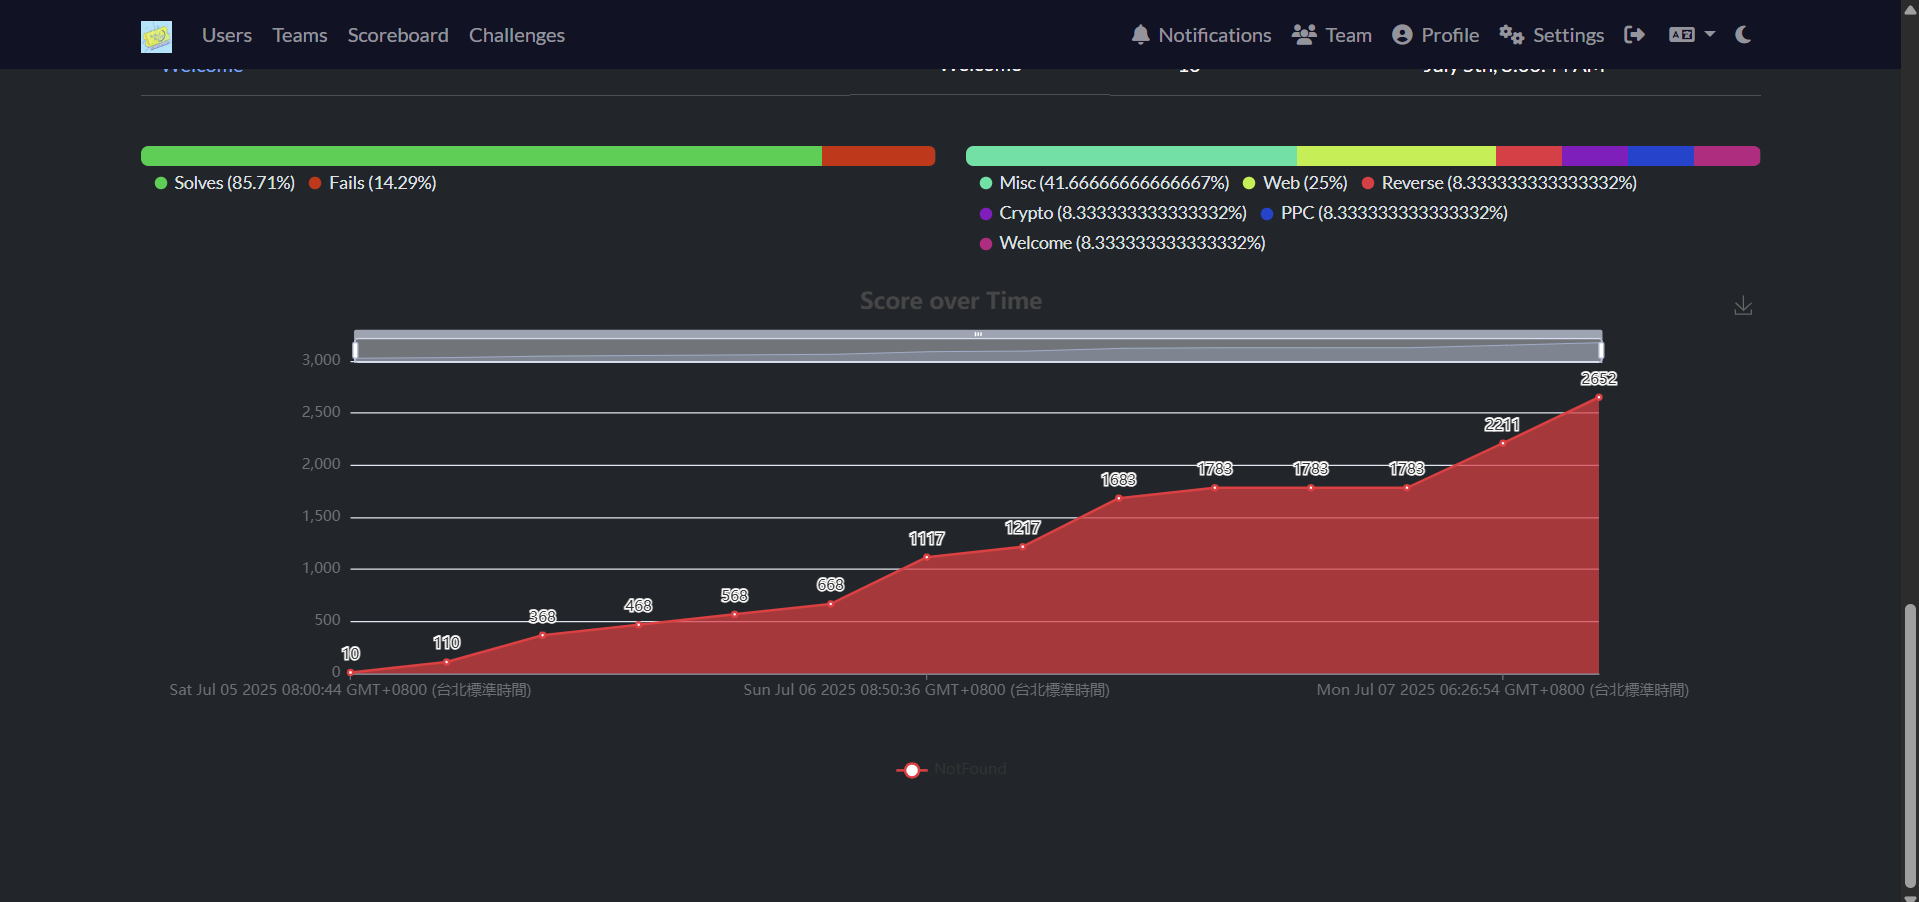 Users Teams Scoreboard Challenges Notifications Team Profile Settings
Welcome
Solves (85.71%) Fails (14.29%)
Misc (41.66666666666667%) Web (25%) Reverse (8.333333333333332%)
Crypto (8.333333333333332%) PPC (8.333333333333332%)
Welcome (8.333333333333332%)
Score over Time
3,000
2652
2,500
2211
2,000
1783 1783 1783
1683
1,500
1217
1117
1,000
668
568
500
468
368
110
10
0
Sat Jul 05 2025 08:00:44 GMT+0800 (台北標準時間) Sun Jul 06 2025 08:50:36 GMT+0800 (台北標準時間) Mon Jul 07 2025 06:26:54 GMT+0800 (台北標準時間)
NotFound